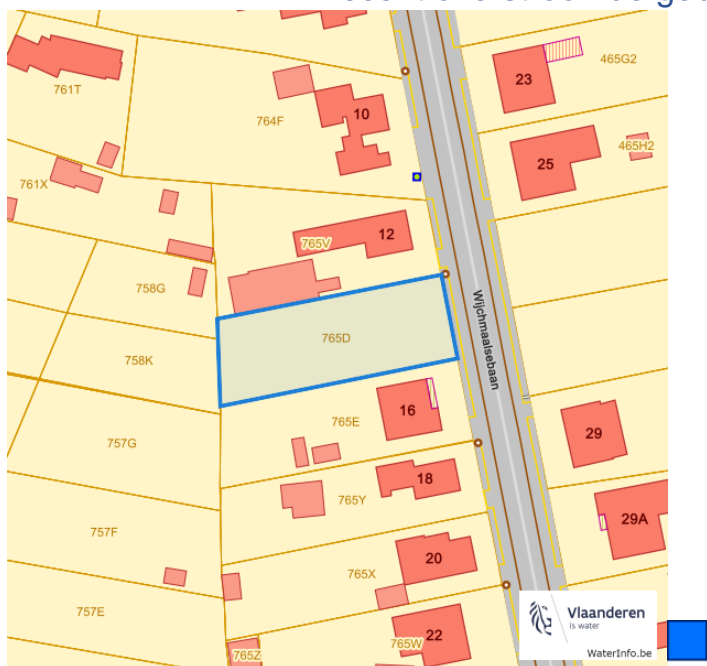 465G2
23
761T
10
764F
25
465H2
761X
12
765V
758G
Wijchmaalsebaan
765D
758K
16
765E
29
757G
18
765Y
29A
757F
20
765X
757E
22
765W
765Z
Vlaanderen
is water
WaterInfo.be